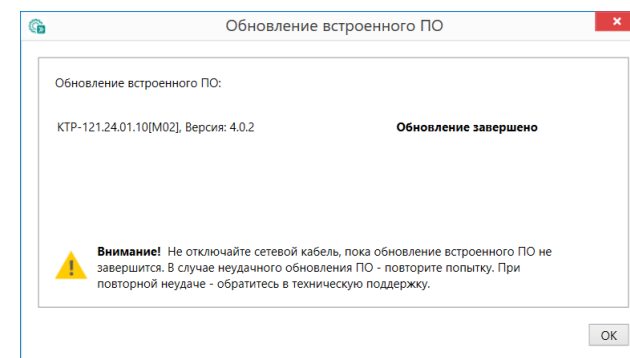 Обновление встроенного ПО
Обновление встроенного ПО:
КТР-121.24.01.10[M02], Версия: 4.0.2
Обновление завершено
Внимание! Не отключайте сетевой кабель, пока обновление встроенного ПО не
завершится. В случае неудачного обновления ПО - повторите попытку. При
повторной неудаче - обратитесь в техническую поддержку.
ОК